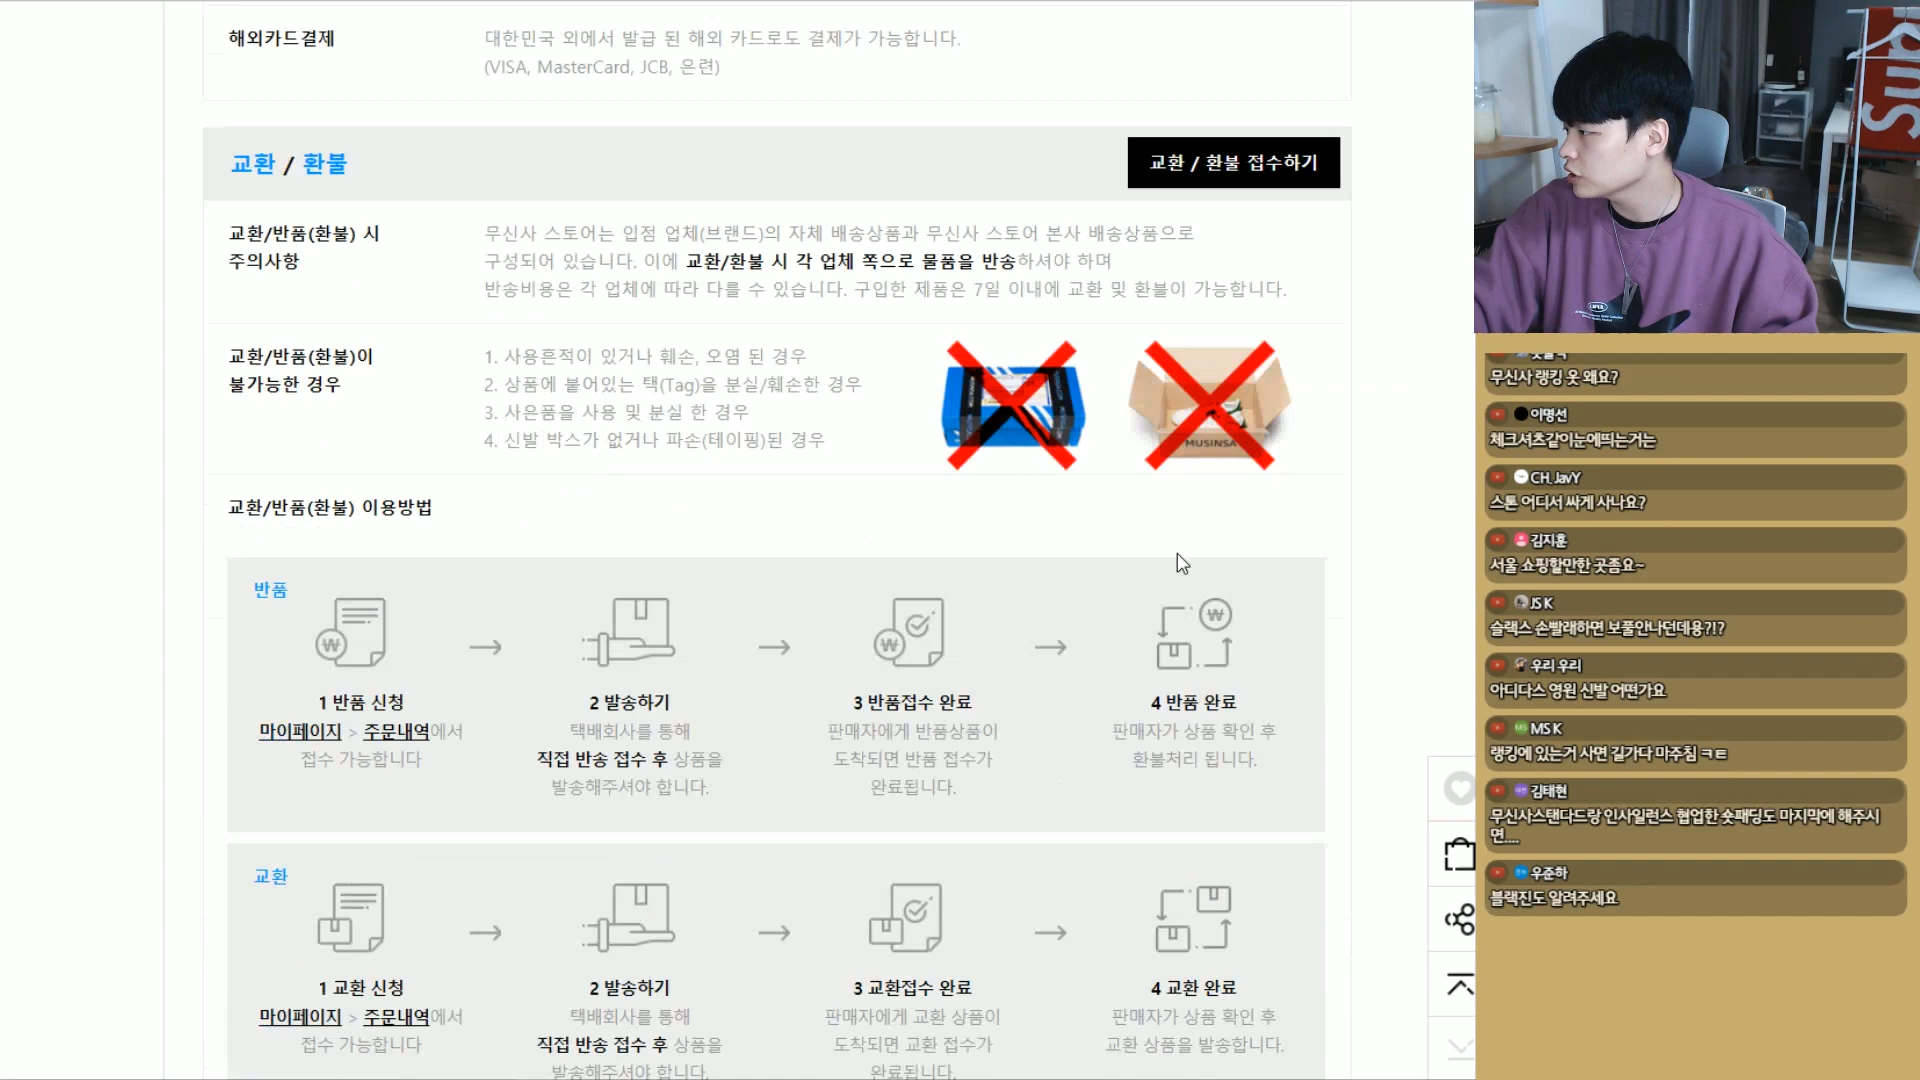 해외카드결제
대한민국 외에서 발급 된 해외 카드로도 결제가 가능합니다.
(VISA, MasterCard, JCB, 은련)
교환 / 환불
교환 / 환불 접수하기
교환/반품(환불) 시
주의사항
무신사 스토어는 입점 업체(브랜드)의 자체 배송상품과 무신사 스토어 본사 배송상품으로
구성되어 있습니다. 이에 교환/환불 시 각 업체 쪽으로 물품을 반송하셔야 하며
반송비용은 각 업체에 따라 다를 수 있습니다. 구입한 제품은 7일 이내에 교환 및 환불이 가능합니다.
교환/반품(환불)이
불가능한 경우
1. 사용흔적이 있거나 훼손, 오염 된 경우
2. 상품에 붙어있는 택(Tag)을 분실/훼손한 경우
3. 사은품을 사용 및 분실 한 경우
4. 신발 박스가 없거나 파손(테이핑)된 경우
MUSINSA
교환/반품(환불) 이용방법
반품
1 반품 신청
마이페이지 > 주문내역에서
접수 가능합니다
2 발송하기
택배회사를 통해
직접 반송 접수 후 상품을
발송해주셔야 합니다.
3 반품접수 완료
판매자에게 반품상품이
도착되면 반품 접수가
완료됩니다.
4 반품 완료
판매자가 상품 확인 후
환불처리 됩니다.
교환
1 교환 신청
마이페이지 > 주문내역에서
접수 가능합니다
2 발송하기
택배회사를 통해
직접 반송 접수 후 상품을
발송해주셔야 합니다.
3 교환접수 완료
판매자에게 교환 상품이
도착되면 교환 접수가
완료됩니다.
4 교환 완료
판매자가 상품 확인 후
교환 상품을 발송합니다.
무신사 랭킹 옷 왜요?
이명선
체크셔츠같이눈에띄는거는
CH. JavY
스톤 어디서 싸게 사나요?
김지훈
서울 쇼핑할만한 곳좀요~
JS K
슬랙스 손빨래하면 보풀안나던데용?!?
우리 우리
아디다스 영원 신발 어떤가요
MS K
랭킹에 있는거 사면 길가다 마주침 ㅋㅌ
김태현
무신사스탠다드랑 인사일런스 협업한 숏패딩도 마지막에 해주시
면....
우준하
블랙진도 알려주세요